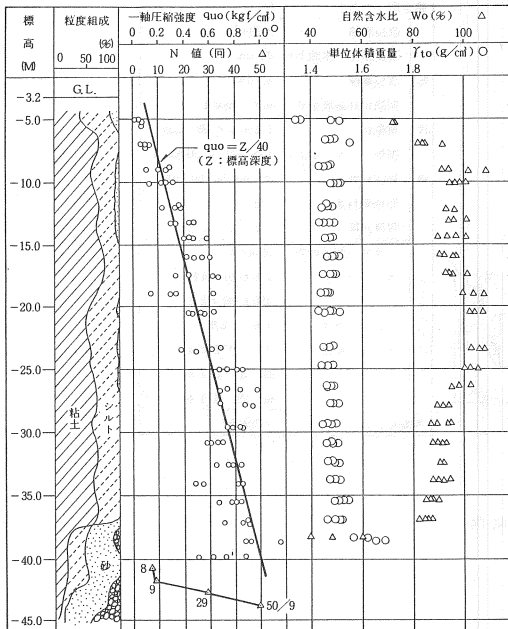 標高(M)
粒度組成
(%)
0 50 100
一軸圧縮強度 quo (kgf/cm²) ○
0 0.2 0.4 0.6 0.8 1.0
N 値 (同) △
0 10 20 30 40 50
自然含水比 Wo (%) △
60 80 100
単位体積重量 γto (g/cm³) ○
1.4 1.6 1.8
G.L.
-3.2
-5.0
-10.0
-15.0
-20.0
-25.0
-30.0
-35.0
-40.0
-45.0
quo=Z/40
(Z:標高深度)
粘土
シルト
砂
8
9
29
50/9